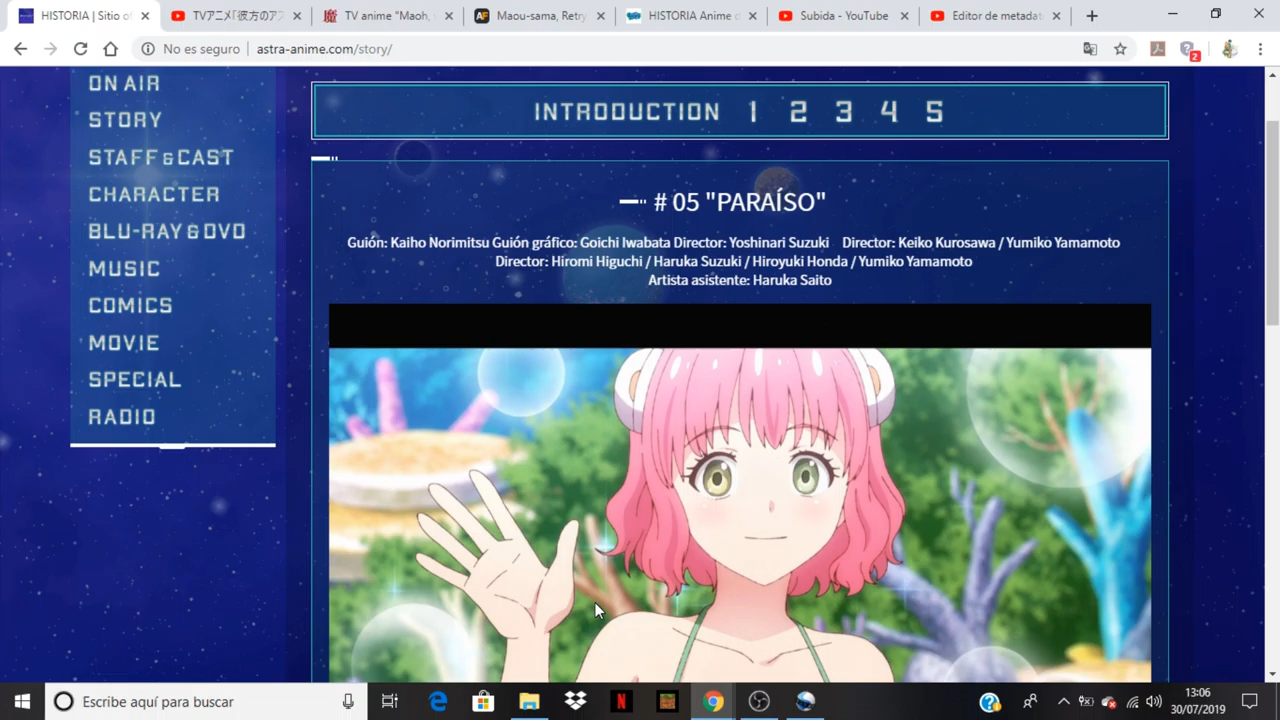 HISTORIA | Sitio of
TVアニメ「彼方のアス
TV anime "Maoh,
Maou-sama, Retry
HISTORIA Anime o
Subida - YouTube
Editor de metadat
No es seguro
astra-anime.com/story/
2
ON AIR
STORY
STAFF & CAST
CHARACTER
BLU-RAY & DVD
MUSIC
COMICS
MOVIE
SPECIAL
RADIO
INTRODUCTION 1 2 3 4 5
# 05 "PARAÍSO"
Guión: Kaiho Norimitsu Guión gráfico: Goichi Iwabata Director: Yoshinari Suzuki Director: Keiko Kurosawa / Yumiko Yamamoto
Director: Hiromi Higuchi / Haruka Suzuki / Hiroyuki Honda / Yumiko Yamamoto
Artista asistente: Haruka Saito
Escribe aquí para buscar
13:06
30/07/2019